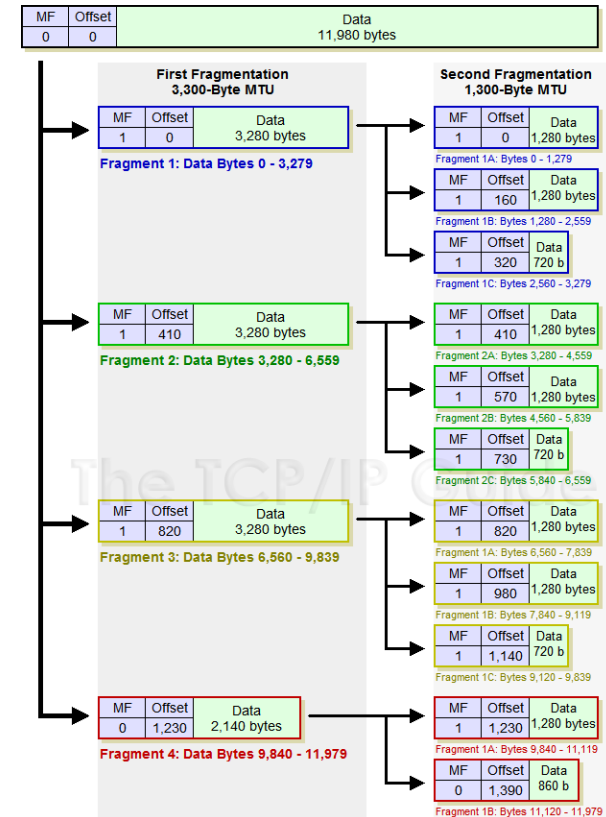 MF Offset Data
0 0 11,980 bytes
First Fragmentation
3,300-Byte MTU
Second Fragmentation
1,300-Byte MTU
MF Offset Data
1 0 3,280 bytes
Fragment 1: Data Bytes 0 - 3,279
MF Offset Data
1 0 1,280 bytes
Fragment 1A: Bytes 0 - 1,279
MF Offset Data
1 160 1,280 bytes
Fragment 1B: Bytes 1,280 - 2,559
MF Offset Data
1 320 720 b
Fragment 1C: Bytes 2,560 - 3,279
MF Offset Data
1 410 3,280 bytes
Fragment 2: Data Bytes 3,280 - 6,559
MF Offset Data
1 410 1,280 bytes
Fragment 2A: Bytes 3,280 - 4,559
MF Offset Data
1 570 1,280 bytes
Fragment 2B: Bytes 4,560 - 5,839
MF Offset Data
1 730 720 b
Fragment 2C: Bytes 5,840 - 6,559
The TCP/IP Guide
MF Offset Data
1 820 3,280 bytes
Fragment 3: Data Bytes 6,560 - 9,839
MF Offset Data
1 820 1,280 bytes
Fragment 1A: Bytes 6,560 - 7,839
MF Offset Data
1 980 1,280 bytes
Fragment 1B: Bytes 7,840 - 9,119
MF Offset Data
1 1,140 720 b
Fragment 1C: Bytes 9,120 - 9,839
MF Offset Data
0 1,230 2,140 bytes
Fragment 4: Data Bytes 9,840 - 11,979
MF Offset Data
1 1,230 1,280 bytes
Fragment 1A: Bytes 9,840 - 11,119
MF Offset Data
0 1,390 860 b
Fragment 1B: Bytes 11,120 - 11,979